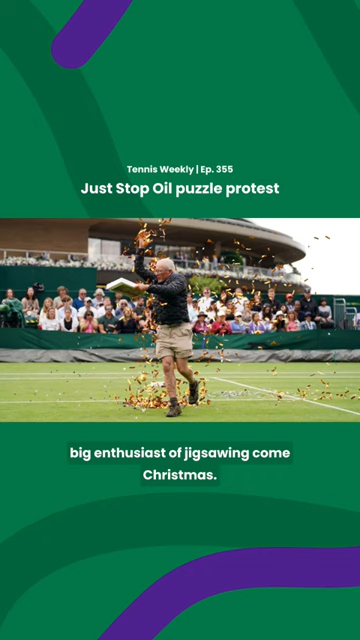 Tennis Weekly | Ep. 355
Just Stop Oil puzzle protest
big enthusiast of jigsawing come
Christmas.